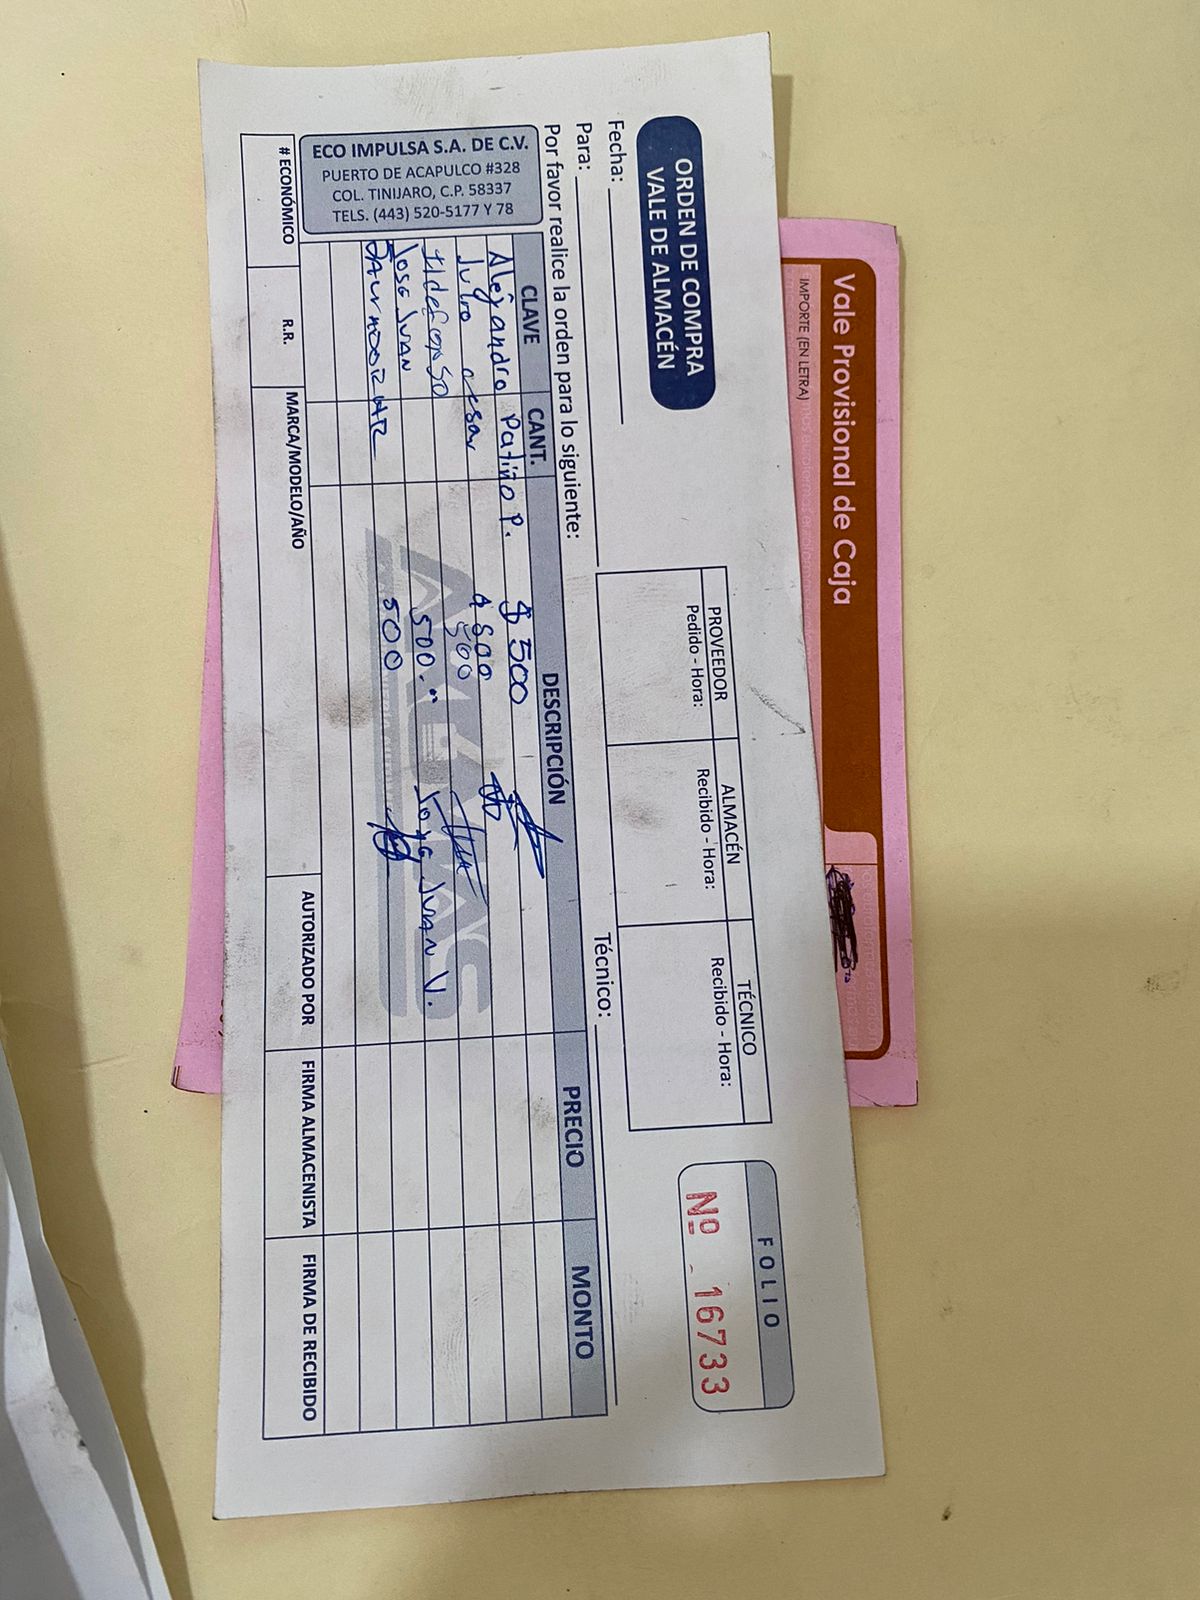 ORDEN DE COMPRA
VALE DE ALMACÉN
Fecha:
Para:
Por favor realice la orden para lo siguiente:
PROVEEDOR
Pedido - Hora:
ALMACÉN
Recibido - Hora:
TÉCNICO
Recibido - Hora:
Técnico:
FOLIO
Nº 16733
CLAVE CANT. DESCRIPCIÓN PRECIO MONTO
Alejandro Patiño P. $ 500
Julio cesar $ 500
Ildefonso 500
Jose Juan 500.- Jose Juan V.
500
ECO IMPULSA S.A. DE C.V.
PUERTO DE ACAPULCO #328
COL. TINIJARO, C.P. 58337
TELS. (443) 520-5177 Y 78
# ECONÓMICO R.R. MARCA/MODELO/AÑO AUTORIZADO POR FIRMA ALMACENISTA FIRMA DE RECIBIDO
Vale Provisional de Caja
IMPORTE (EN LETRA)